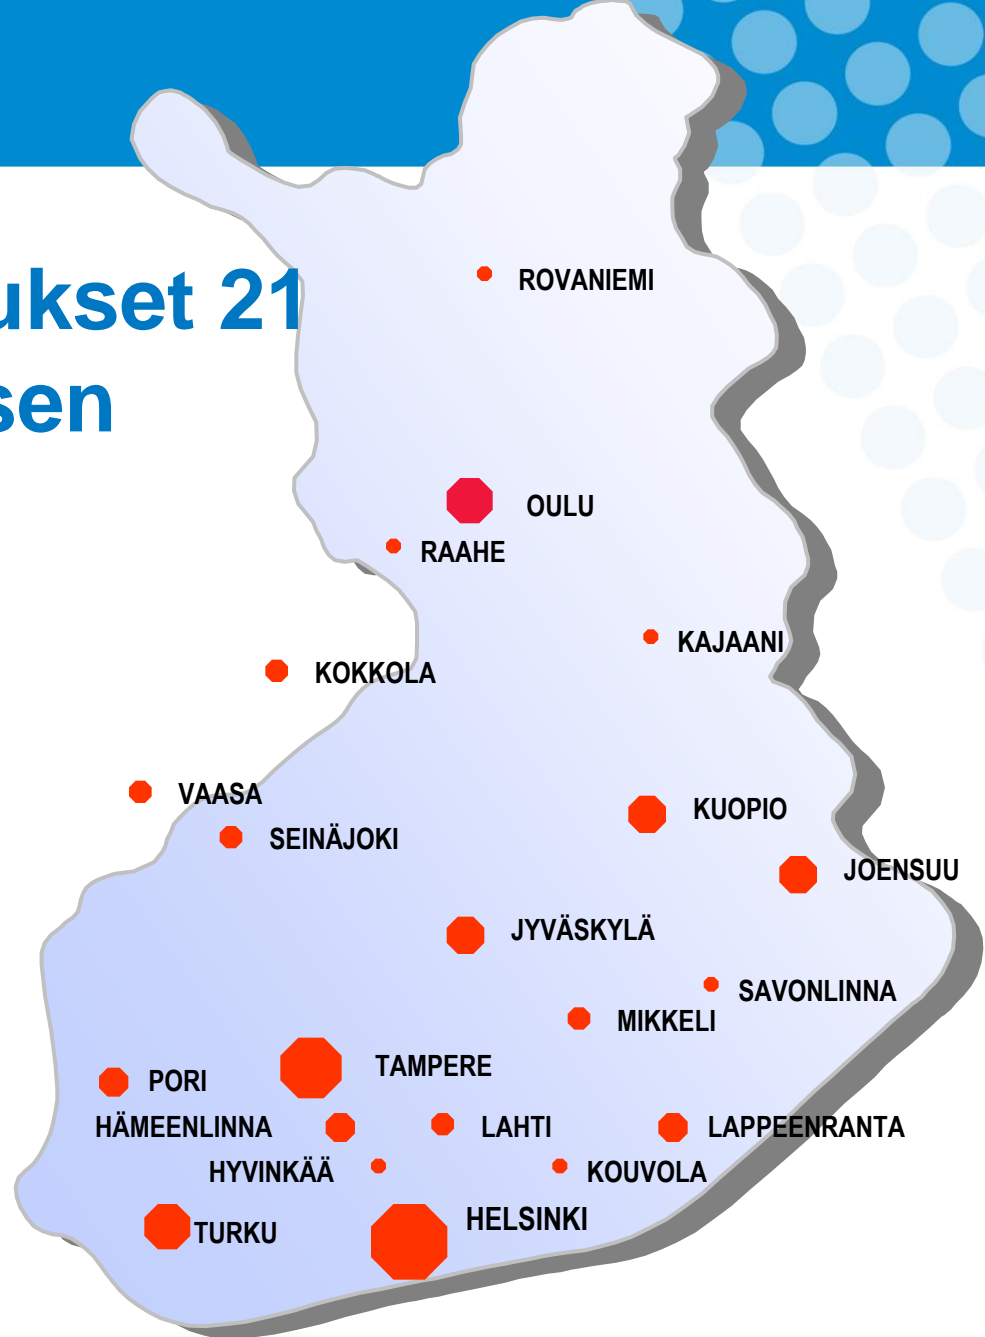 ukset 21
sen
ROVANIEMI
OULU
RAAHE
KAJAANI
KOKKOLA
VAASA
KUOPIO
SEINÄJOKI
JOENSUU
JYVÄSKYLÄ
SAVONLINNA
MIKKELI
TAMPERE
PORI
HÄMEENLINNA
LAHTI
LAPPEENRANTA
HYVINKÄÄ
KOUVOLA
HELSINKI
TURKU